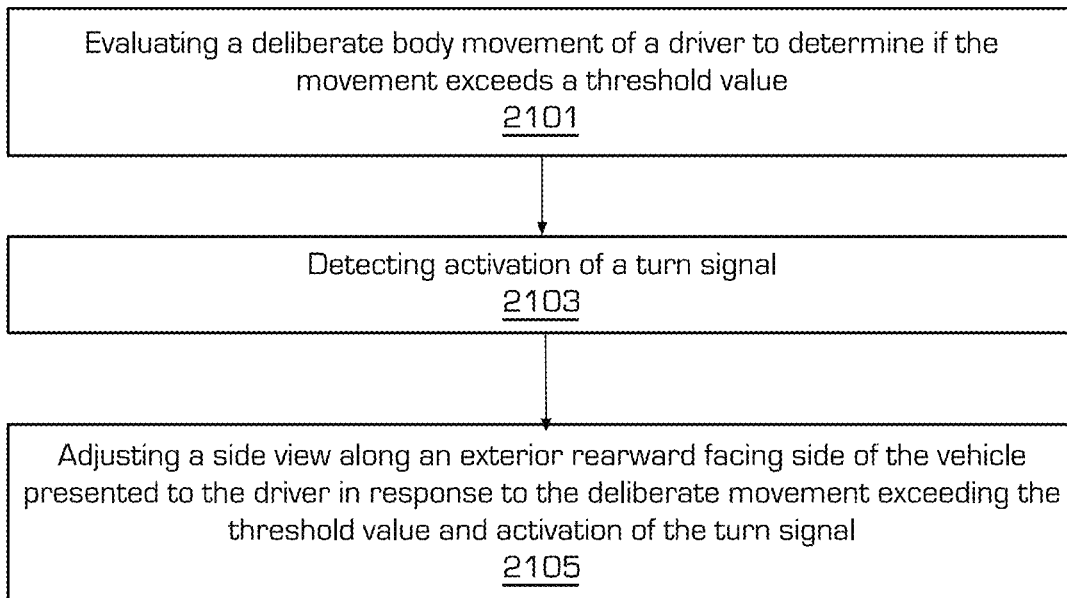 Evaluating a deliberate body movement of a driver to determine if the
movement exceeds a threshold value
2101
Detecting activation of a turn signal
2103
Adjusting a side view along an exterior rearward facing side of the vehicle
presented to the driver in response to the deliberate movement exceeding the
threshold value and activation of the turn signal
2105